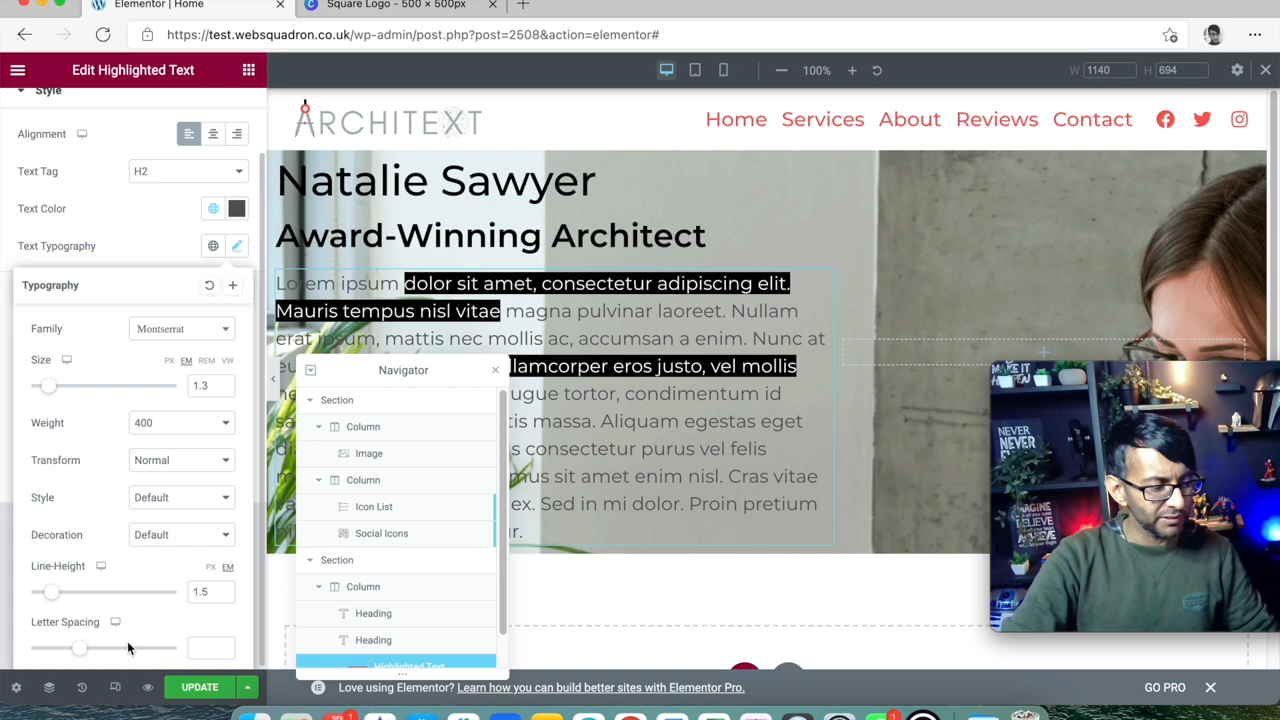 Elementor | Home
Square Logo - 500 × 500px
https://test.websquadron.co.uk/wp-admin/post.php?post=2508&action=elementor#
Edit Highlighted Text
100%
W 1140
H 694
Style
Alignment
Text Tag
H2
Text Color
Text Typography
Typography
Family
Montserrat
Size
PX EM REM VW
1.3
Weight
400
Transform
Normal
Style
Default
Decoration
Default
Line-Height
PX EM
1.5
Letter Spacing
UPDATE
ARCHITEXT
Home Services About Reviews Contact
Natalie Sawyer
Award-Winning Architect
Lorem ipsum dolor sit amet, consectetur adipiscing elit.
Mauris tempus nisl vitae magna pulvinar laoreet. Nullam
erat ipsum, mattis nec mollis ac, accumsan a enim. Nunc at
eros justo, vel mollis
tortor, condimentum id
massa. Aliquam egestas eget
consectetur purus vel felis
sit amet enim nisl. Cras vitae
ex. Sed in mi dolor. Proin pretium
Navigator
Section
Column
Image
Column
Icon List
Social Icons
Section
Column
Heading
Heading
Highlighted Text
NEVER
IMAGINE
BELIEVE
ACHIEVE
Love using Elementor? Learn how you can build better sites with Elementor Pro.
GO PRO